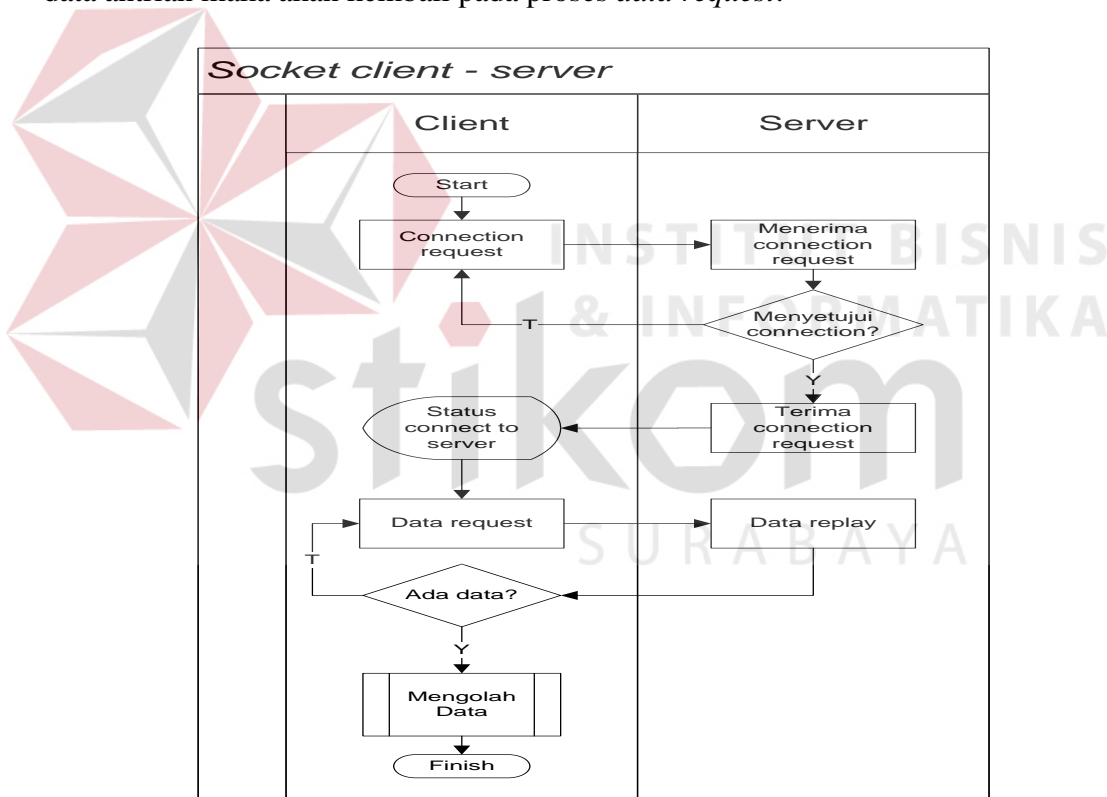 data antrian maka akan kembali pada proses data request.
Socket client - server
Client
Server
Start
Connection
request
Menerima
connection
request
Menyetujui
connection?
T
Y
Status
connect to
server
Terima
connection
request
Data request
Data replay
T
Ada data?
Y
Mengolah
Data
Finish
INSTITUT BISNIS
& INFORMATIKA
stikom
SURABAYA